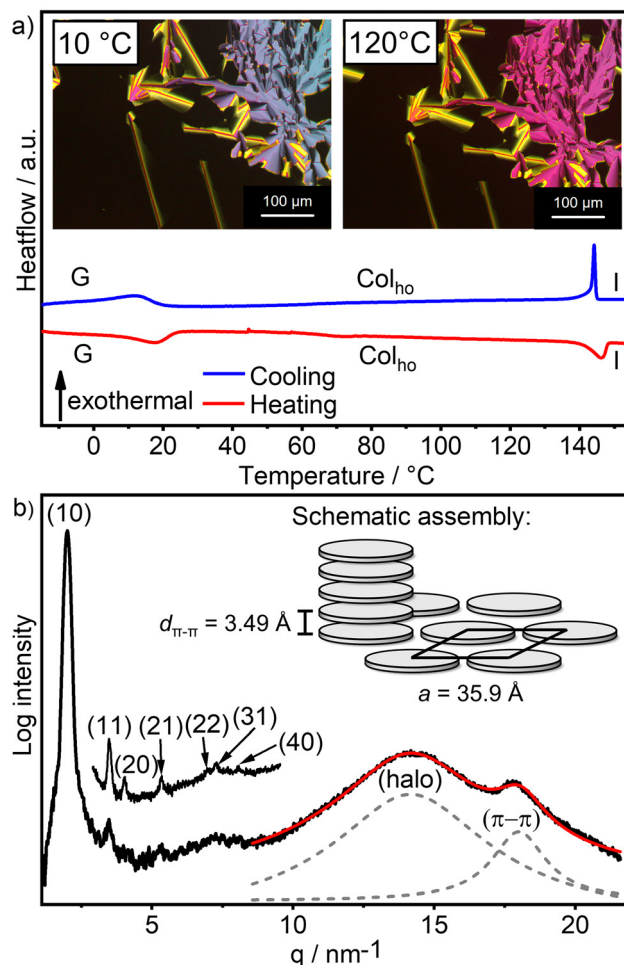 a)
10 °C
120°C
100 µm
100 µm
Heatflow / a.u.
G
Col_ho
I
G
Col_ho
I
Cooling
exothermal
Heating
0 20 40 60 80 100 120 140
Temperature / °C
b)
(10)
Schematic assembly:
d_π-π = 3.49 Å
a = 35.9 Å
Log intensity
(11)
(20)
(21)
(22)
(31)
(40)
(halo)
(π–π)
5 10 15 20
q / nm⁻¹